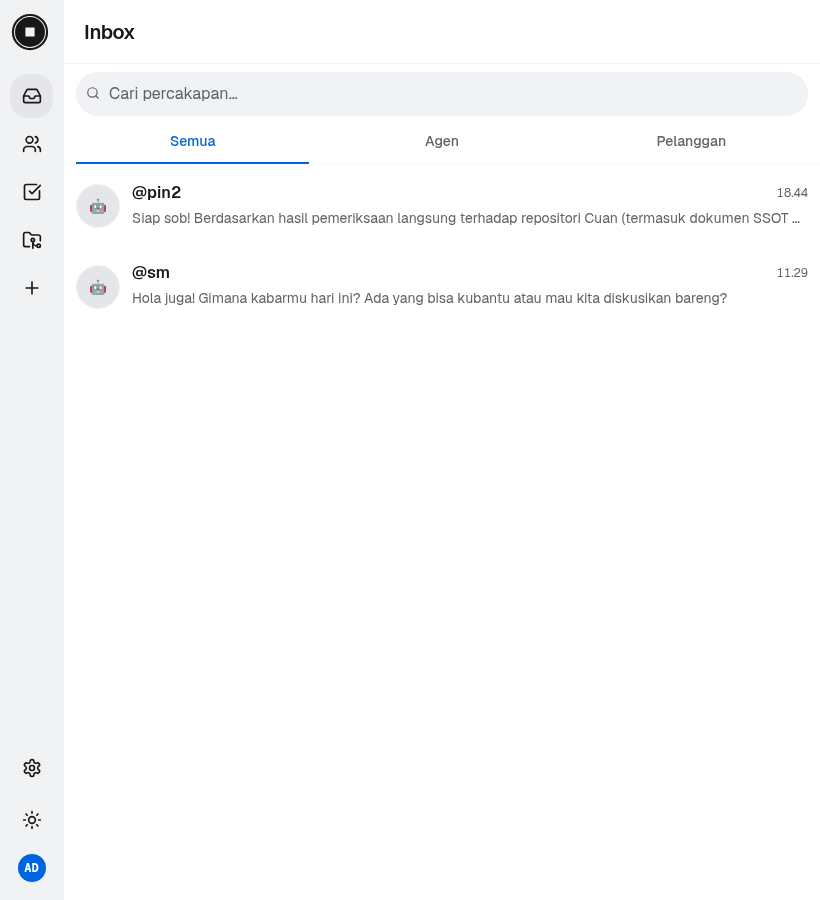 Inbox
Cari percakapan...
Semua
Agen
Pelanggan
@pin2
18.44
Siap sob! Berdasarkan hasil pemeriksaan langsung terhadap repositori Cuan (termasuk dokumen SSOT ...
@sm
11.29
Hola juga! Gimana kabarmu hari ini? Ada yang bisa kubantu atau mau kita diskusikan bareng?
AD